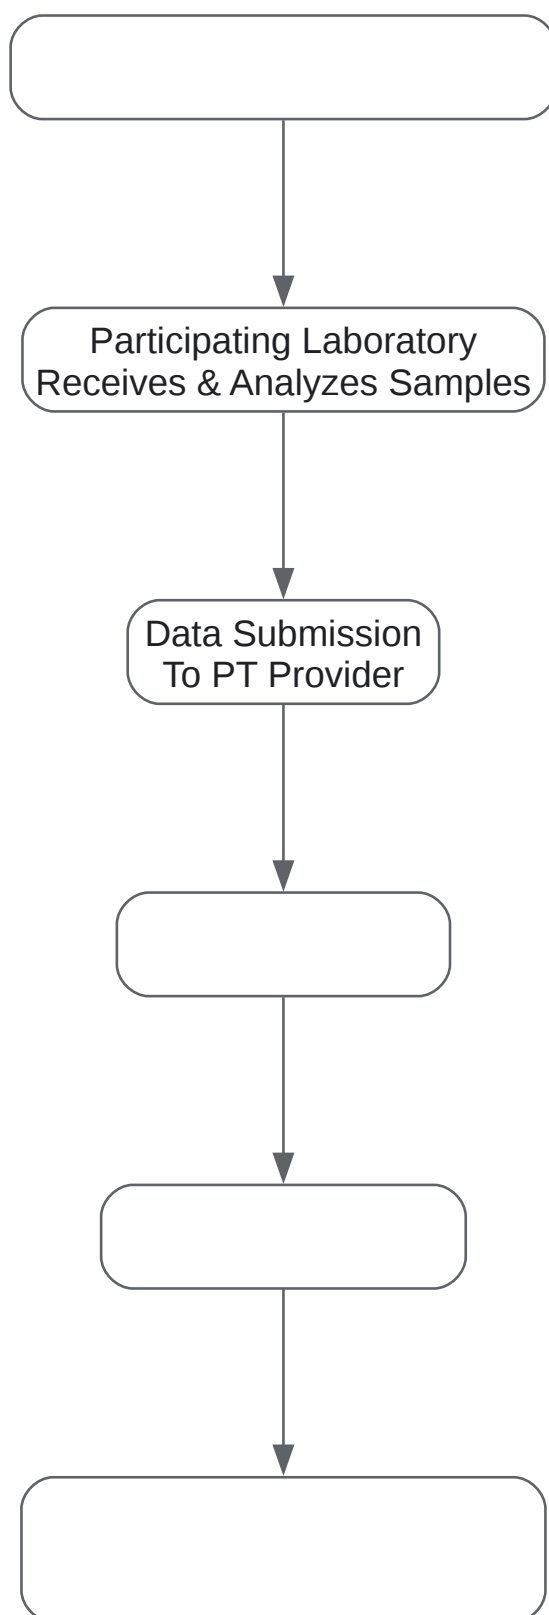 Participating Laboratory
Receives & Analyzes Samples
Data Submission
To PT Provider